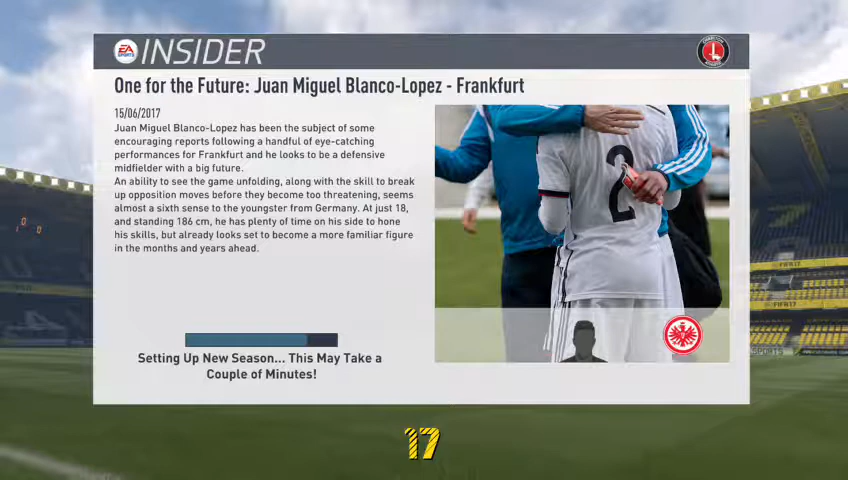 EA SPORTS INSIDER
One for the Future: Juan Miguel Blanco-Lopez - Frankfurt
15/06/2017
Juan Miguel Blanco-Lopez has been the subject of some
encouraging reports following a handful of eye-catching
performances for Frankfurt and he looks to be a defensive
midfielder with a big future.
An ability to see the game unfolding, along with the skill to break
up opposition moves before they become too threatening, seems
almost a sixth sense to the youngster from Germany. At just 18,
and standing 186 cm, he has plenty of time on his side to hone
his skills, but already looks set to become a more familiar figure
in the months and years ahead.
2
Setting Up New Season... This May Take a
Couple of Minutes!
17